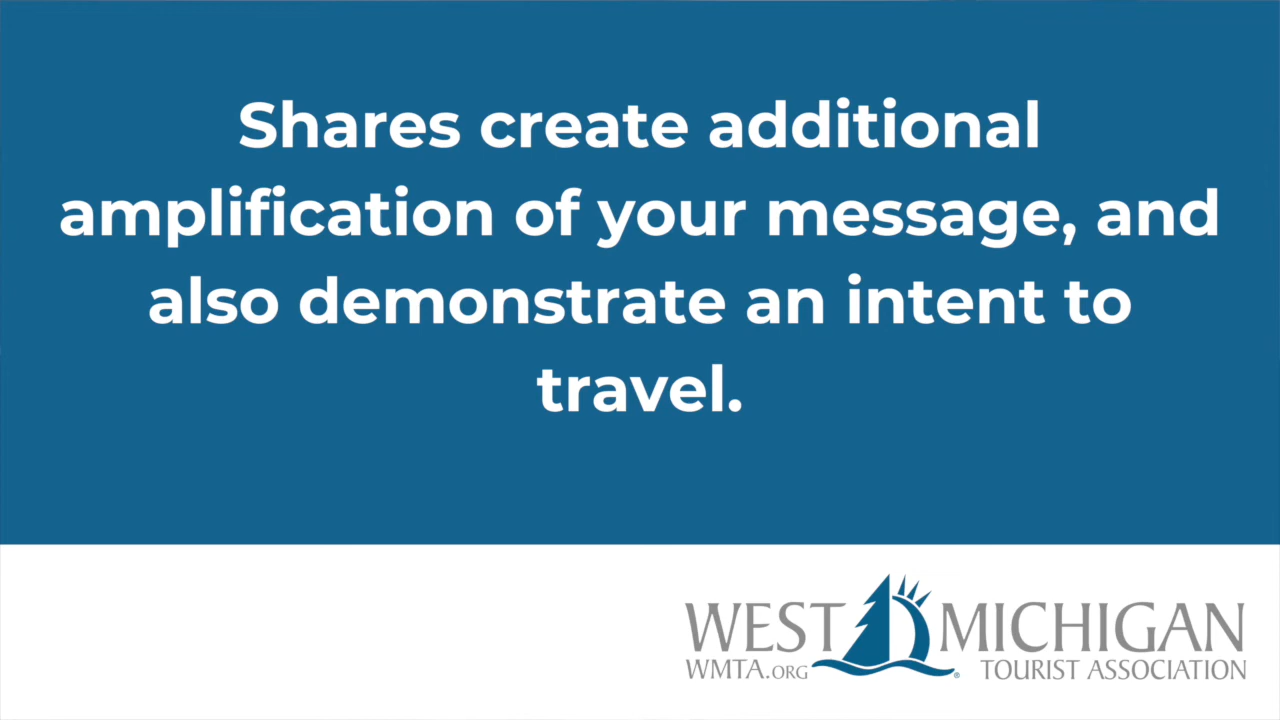 Shares create additional
amplification of your message, and
also demonstrate an intent to
travel.
WEST MICHIGAN
WMTA.ORG ® TOURIST ASSOCIATION